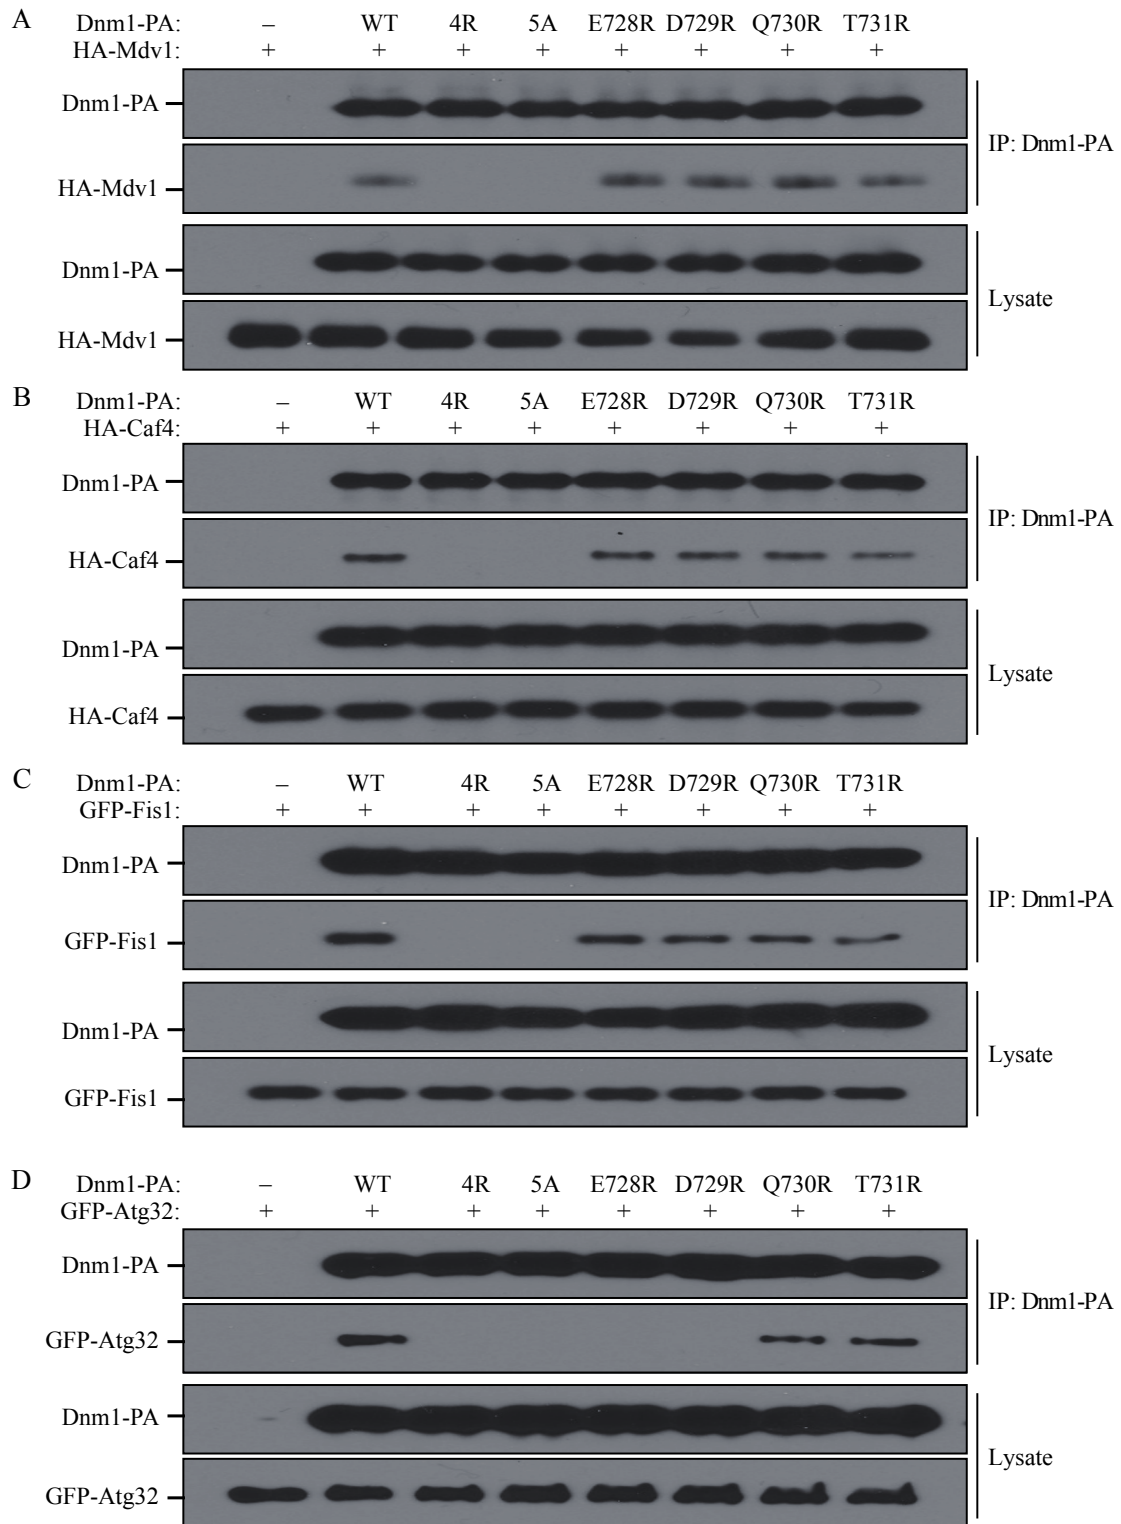 A
Dnm1-PA: – WT 4R 5A E728R D729R Q730R T731R
HA-Mdv1: + + + + + + + +
Dnm1-PA
HA-Mdv1
IP: Dnm1-PA
Dnm1-PA
HA-Mdv1
Lysate
B
Dnm1-PA: – WT 4R 5A E728R D729R Q730R T731R
HA-Caf4: + + + + + + + +
Dnm1-PA
HA-Caf4
IP: Dnm1-PA
Dnm1-PA
HA-Caf4
Lysate
C
Dnm1-PA: – WT 4R 5A E728R D729R Q730R T731R
GFP-Fis1: + + + + + + + +
Dnm1-PA
GFP-Fis1
IP: Dnm1-PA
Dnm1-PA
GFP-Fis1
Lysate
D
Dnm1-PA: – WT 4R 5A E728R D729R Q730R T731R
GFP-Atg32: + + + + + + + +
Dnm1-PA
GFP-Atg32
IP: Dnm1-PA
Dnm1-PA
GFP-Atg32
Lysate